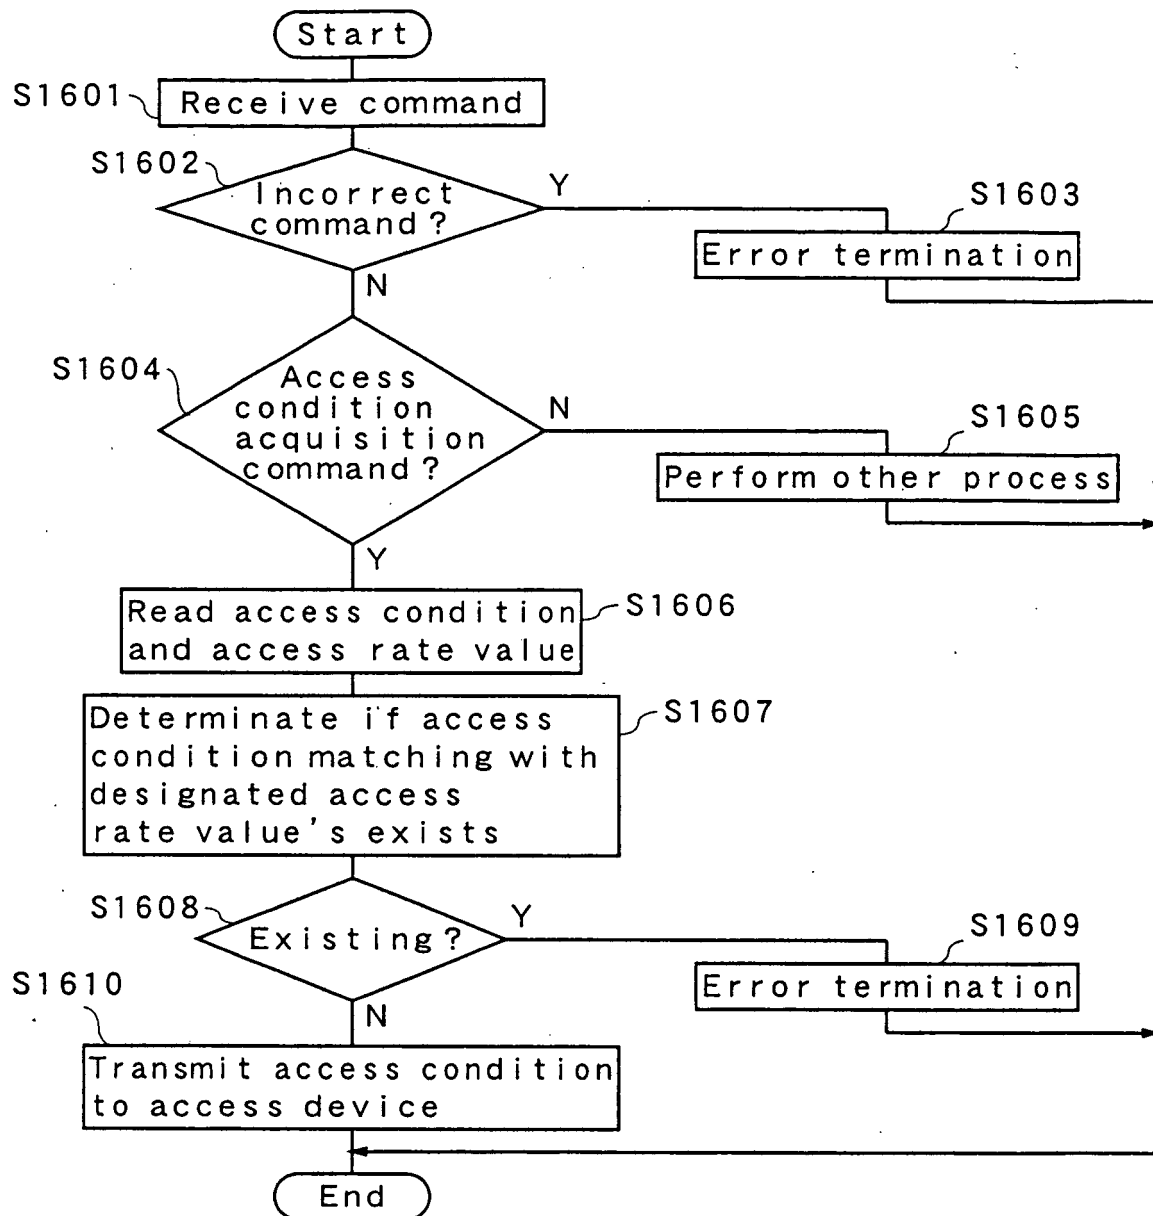 Start
S1601
Receive command
S1602
Incorrect
command?
Y
S1603
Error termination
N
S1604
Access
condition
acquisition
command?
N
S1605
Perform other process
Y
Read access condition
and access rate value
S1606
Determinate if access
condition matching with
designated access
rate value's exists
S1607
S1608
Existing?
Y
S1609
Error termination
N
S1610
Transmit access condition
to access device
End